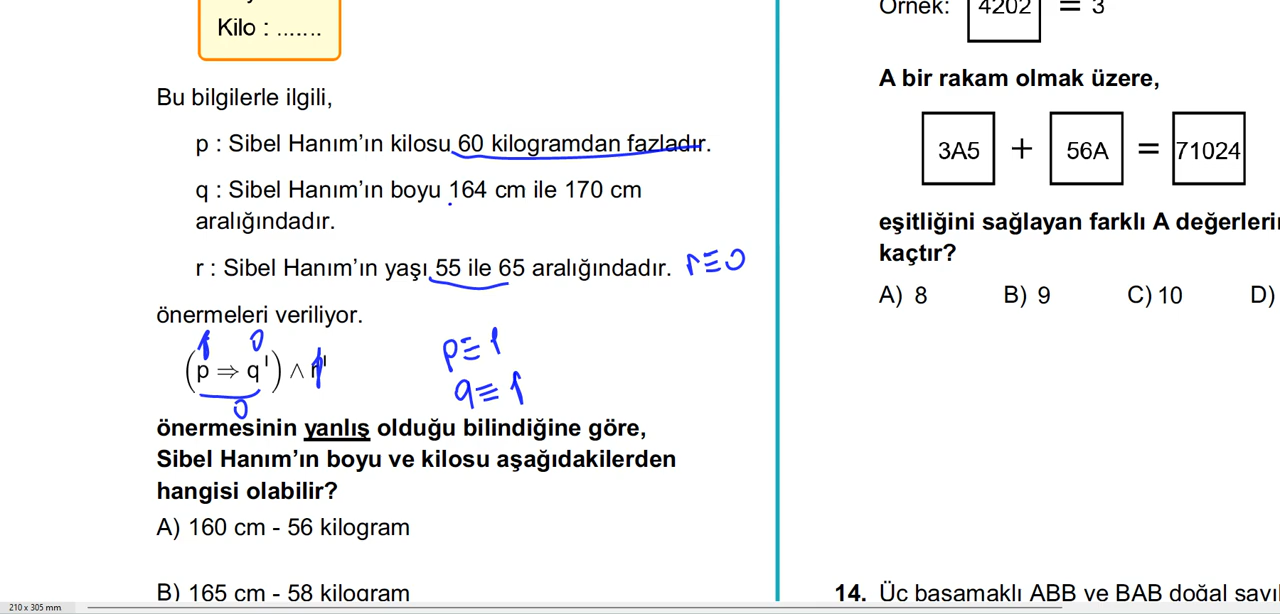 Kilo : .......
Bu bilgilerle ilgili,
p : Sibel Hanım’ın kilosu 60 kilogramdan fazladır.
q : Sibel Hanım’ın boyu 164 cm ile 170 cm
aralığındadır.
r : Sibel Hanım’ın yaşı 55 ile 65 aralığındadır. r≡0
önermeleri veriliyor.
1 0
(p ⇒ q') ∧ r'
0
p≡1
q≡1
önermesinin yanlış olduğu bilindiğine göre,
Sibel Hanım’ın boyu ve kilosu aşağıdakilerden
hangisi olabilir?
A) 160 cm - 56 kilogram
B) 165 cm - 58 kilogram
Örnek: 4202 = 3
A bir rakam olmak üzere,
3A5 + 56A = 71024
eşitliğini sağlayan farklı A
kaçtır?
A) 8 B) 9 C) 10 D)
14. Üç basamaklı ABB ve BAB doğal
210 x 305 mm